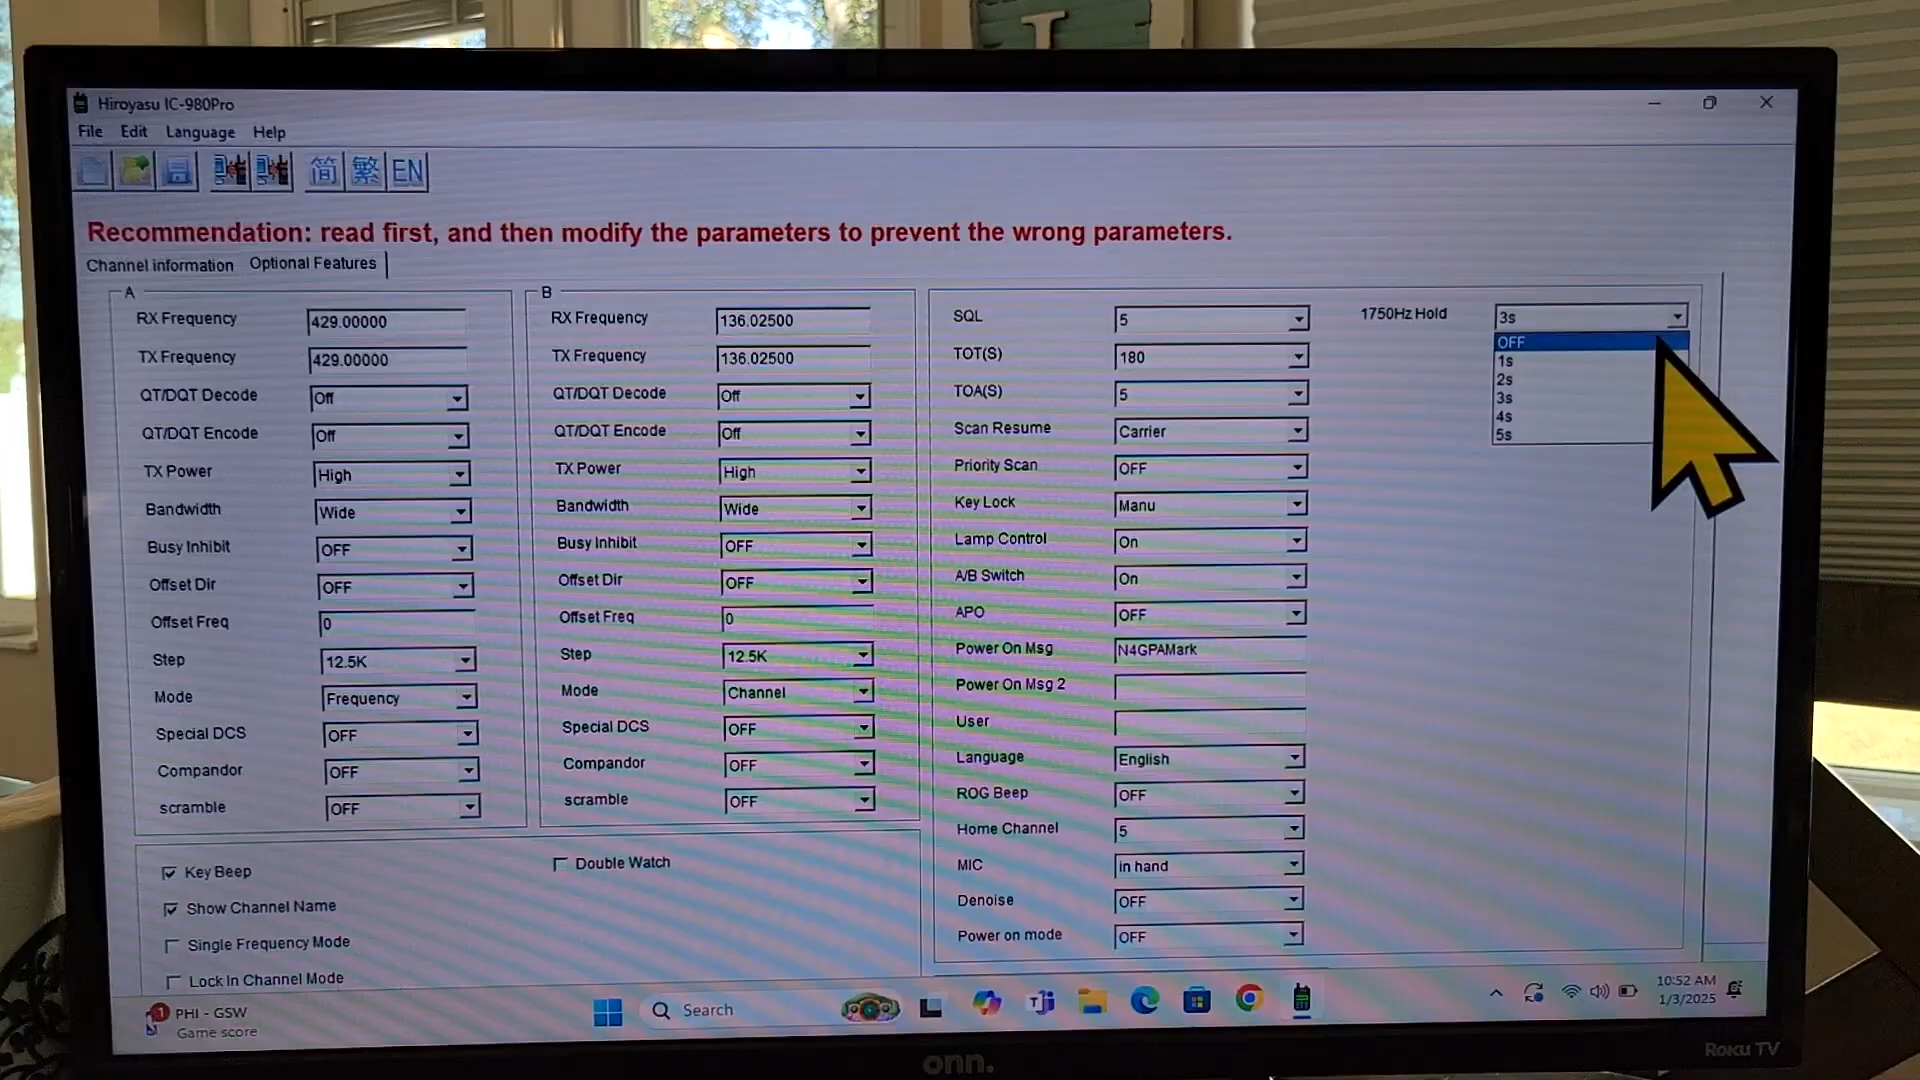 Hiroyasu IC-980Pro
File Edit Language Help
简 繁 EN
Recommendation: read first, and then modify the parameters to prevent the wrong parameters.
Channel information Optional Features
A
RX Frequency 429.00000
TX Frequency 429.00000
QT/DQT Decode Off
QT/DQT Encode Off
TX Power High
Bandwidth Wide
Busy Inhibit OFF
Offset Dir OFF
Offset Freq 0
Step 12.5K
Mode Frequency
Special DCS OFF
Compandor OFF
scramble OFF
B
RX Frequency 136.02500
TX Frequency 136.02500
QT/DQT Decode Off
QT/DQT Encode Off
TX Power High
Bandwidth Wide
Busy Inhibit OFF
Offset Dir OFF
Offset Freq 0
Step 12.5K
Mode Channel
Special DCS OFF
Compandor OFF
scramble OFF
SQL 5
TOT(S) 180
TOA(S) 5
Scan Resume Carrier
Priority Scan OFF
Key Lock Manu
Lamp Control On
A/B Switch On
APO OFF
Power On Msg N4GPAMark
Power On Msg 2
User
Language English
ROG Beep OFF
Home Channel 5
MIC in hand
Denoise OFF
Power on mode OFF
1750Hz Hold 3s
OFF
1s
2s
3s
4s
5s
Key Beep
Show Channel Name
Single Frequency Mode
Lock In Channel Mode
Double Watch
1 PHI - GSW
Game score
Search
10:52 AM
1/3/2025
onn.
Roku TV